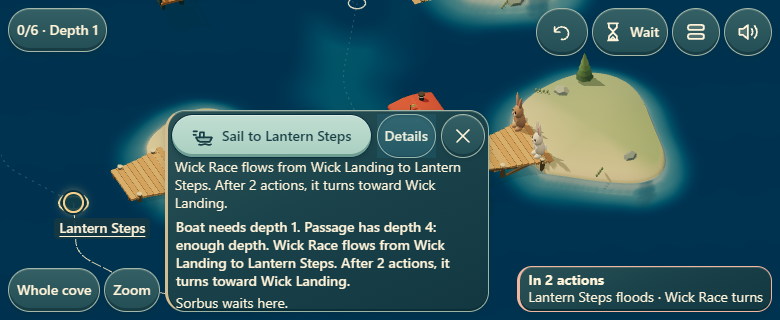 0/6 · Depth 1
Wait
Sail to Lantern Steps
Details
Wick Race flows from Wick Landing to Lantern
Steps. After 2 actions, it turns toward Wick
Landing.
Boat needs depth 1. Passage has depth 4:
enough depth. Wick Race flows from Wick
Landing to Lantern Steps. After 2 actions, it
turns toward Wick Landing.
Sorbus waits here.
Lantern Steps
Whole cove
Zoom
In 2 actions
Lantern Steps floods · Wick Race turns